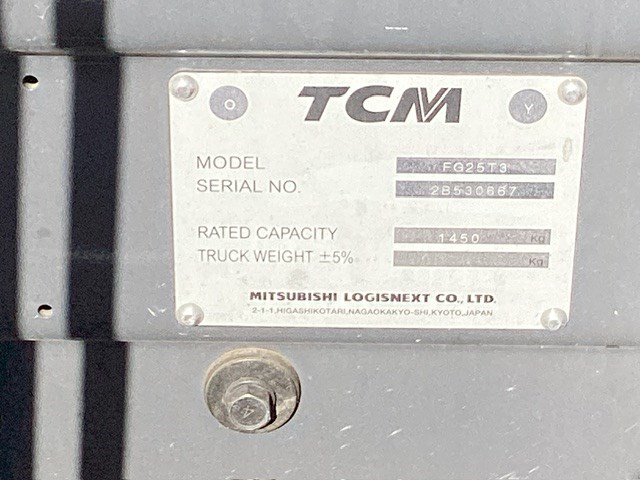 Q TCM Y
MODEL FG25T3
SERIAL NO. 2B530667
RATED CAPACITY 1450 Kg
TRUCK WEIGHT ±5% Kg
MITSUBISHI LOGISNEXT CO., LTD.
2-1-1,HIGASHIKOTARI,NAGAOKAKYO-SHI,KYOTO,JAPAN
4